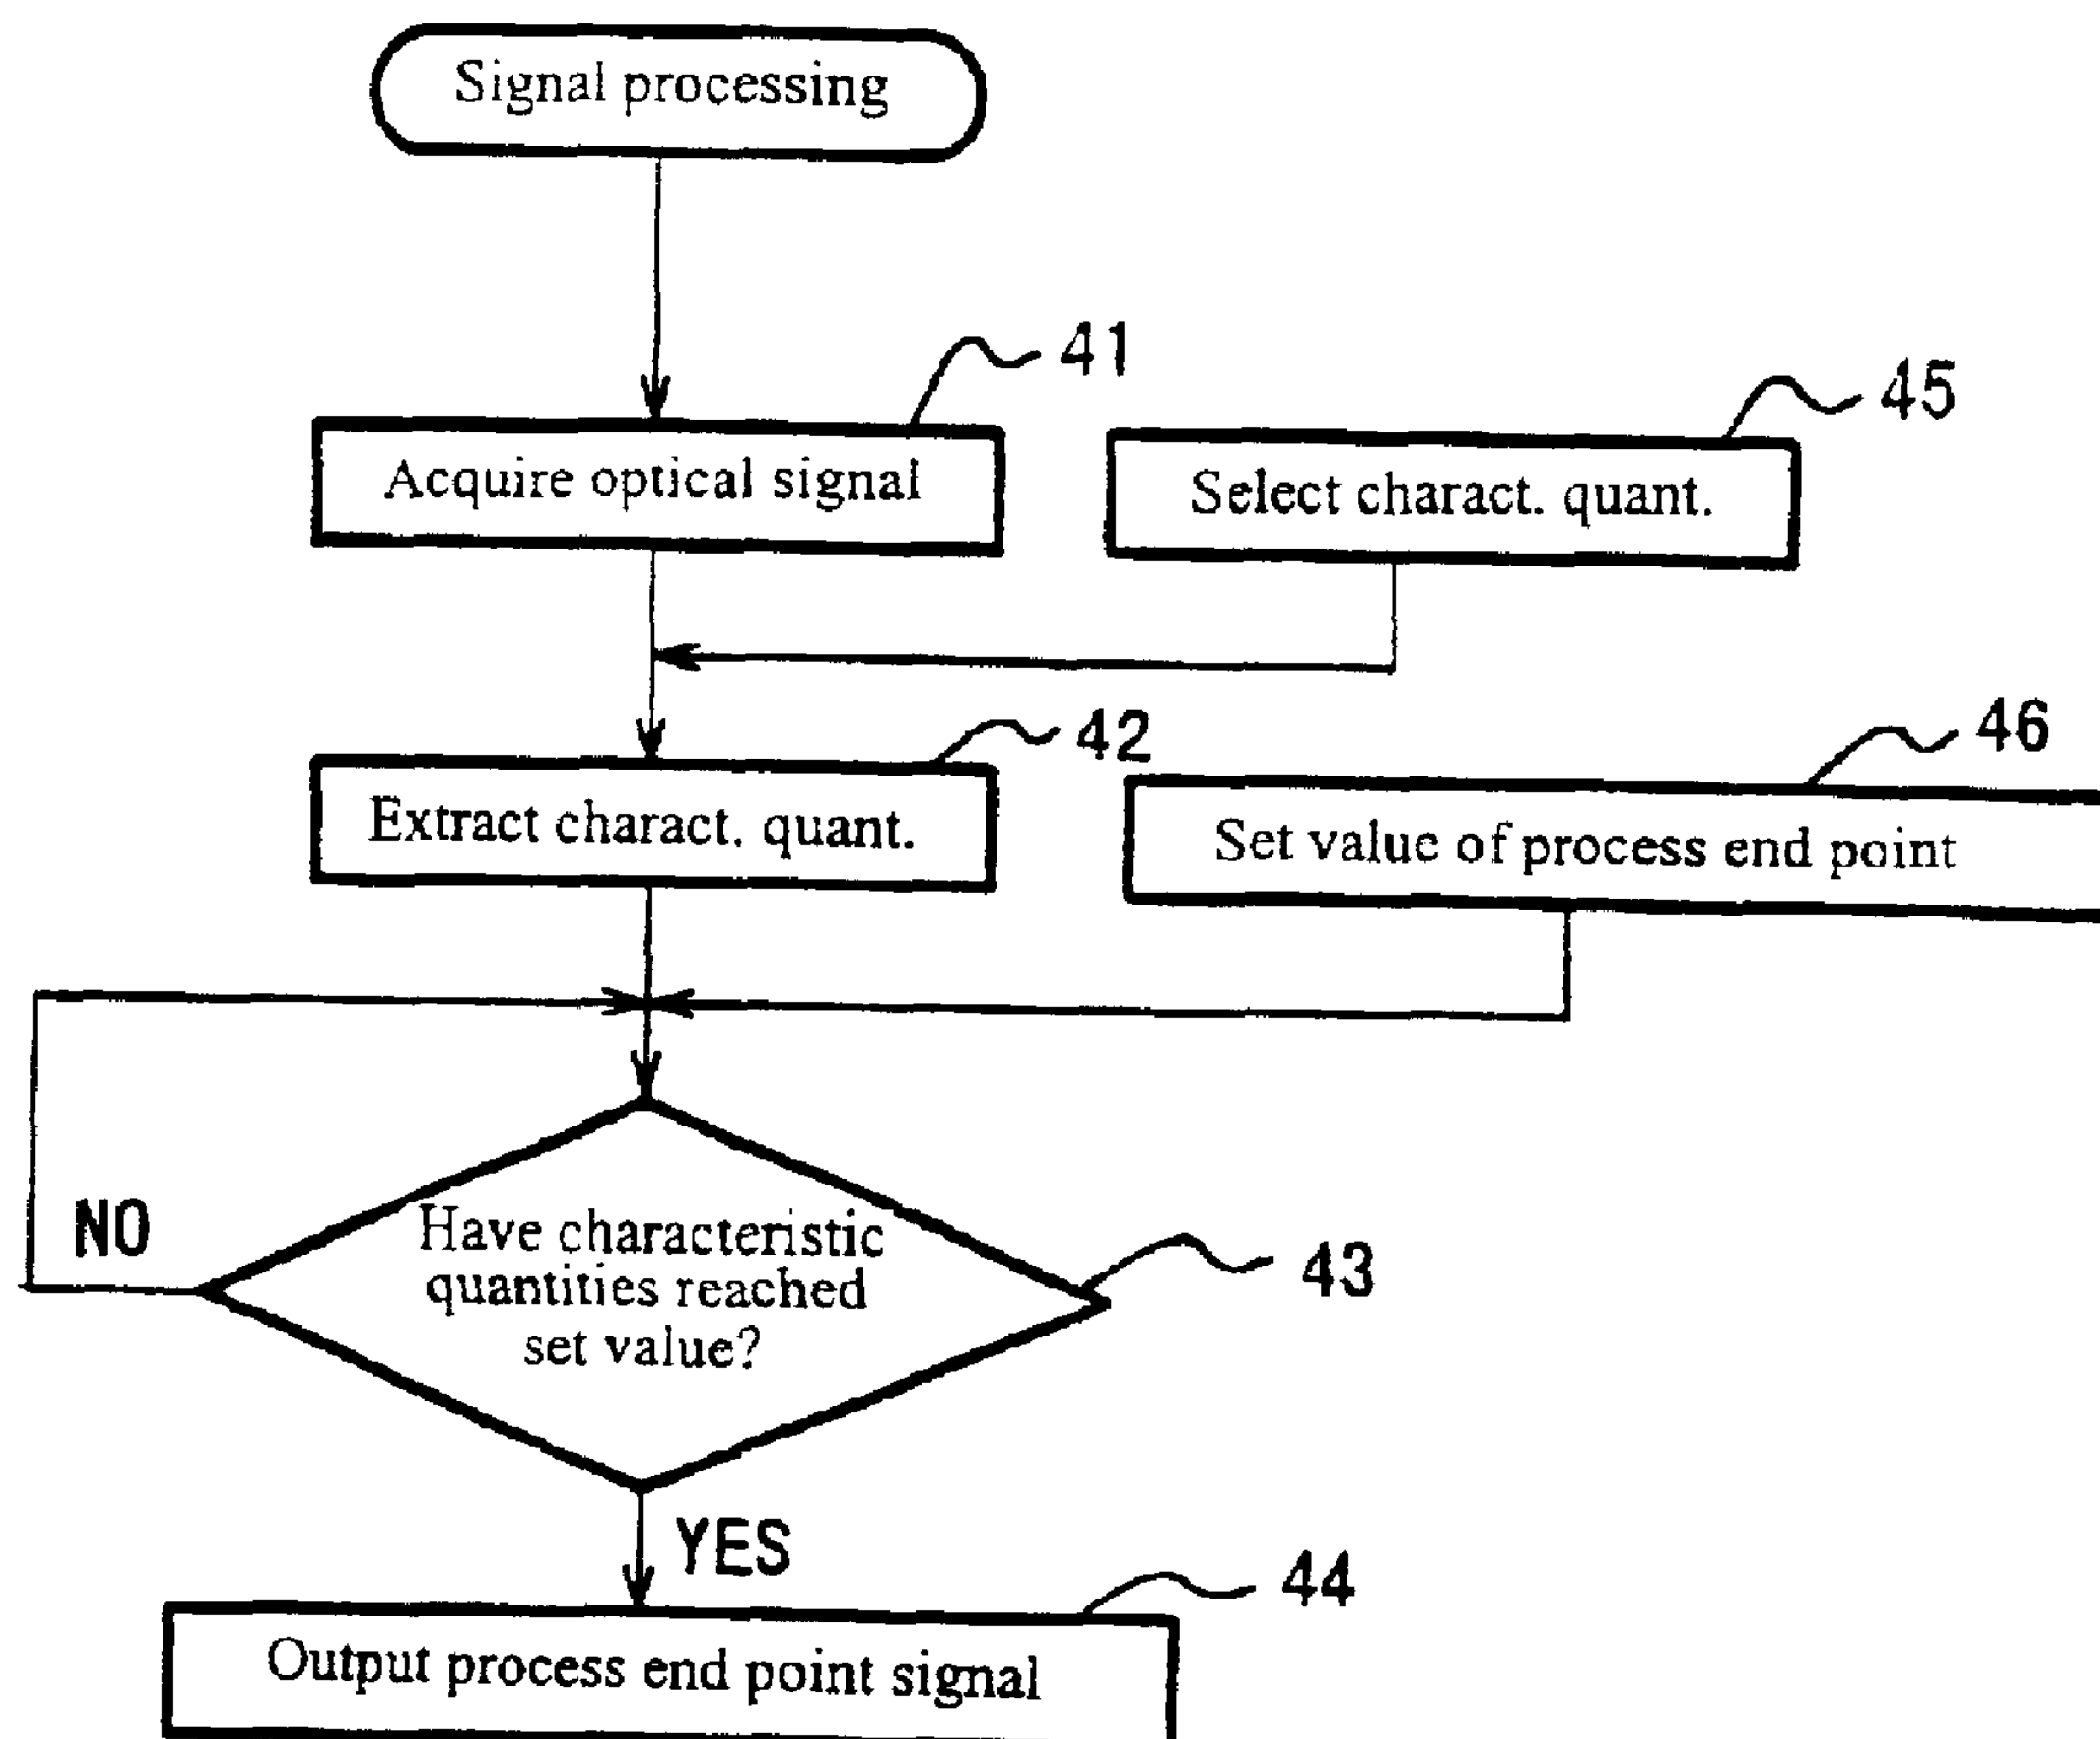 Signal processing
41
45
Acquire optical signal
Select charact. quant.
42
46
Extract charact. quant.
Set value of process end point
NO
Have characteristic
quantities reached
set value?
43
YES
44
Output process end point signal